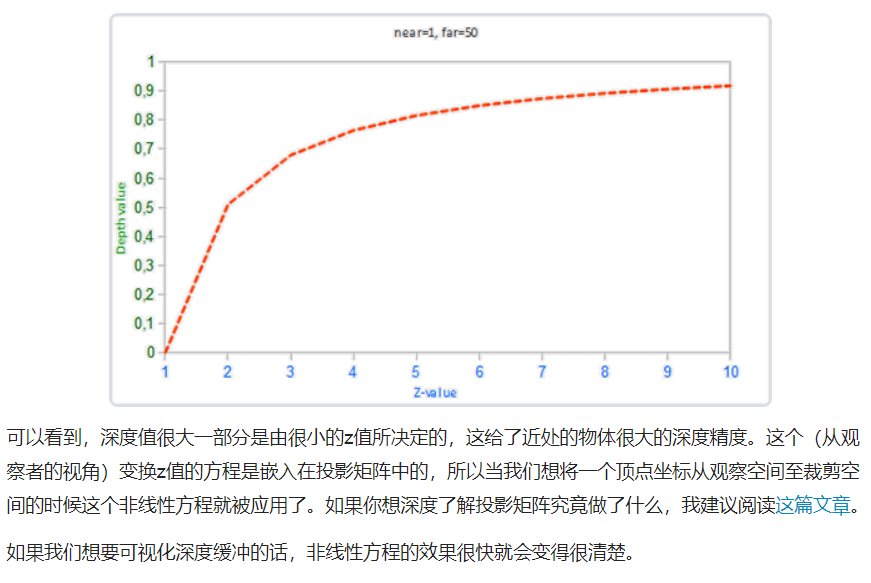 near=1, far=50
1
0,9
0,8
0,7
0,6
0,5
0,4
0,3
0,2
0,1
0
Depth value
1 2 3 4 5 6 7 8 9 10
Z-value
可以看到，深度值很大一部分是由很小的z值所决定的，这给了近处的物体很大的深度精度。这个（从观
察者的视角）变换z值的方程是嵌入在投影矩阵中的，所以当我们想将一个顶点坐标从观察空间至裁剪空
间的时候这个非线性方程就被应用了。如果你想深度了解投影矩阵究竟做了什么，我建议阅读这篇文章。
如果我们想要可视化深度缓冲的话，非线性方程的效果很快就会变得很清楚。